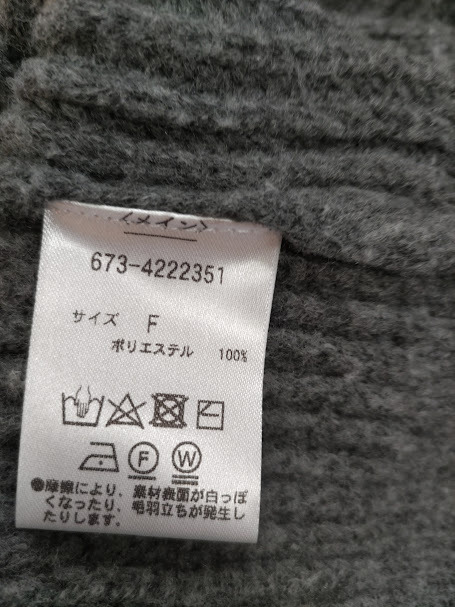 〈メイン〉
673-4222351
サイズ F
ポリエステル 100%
F W
●摩擦により、素材表面が白っぽ
くなったり、毛羽立ちが発生し
たりします。